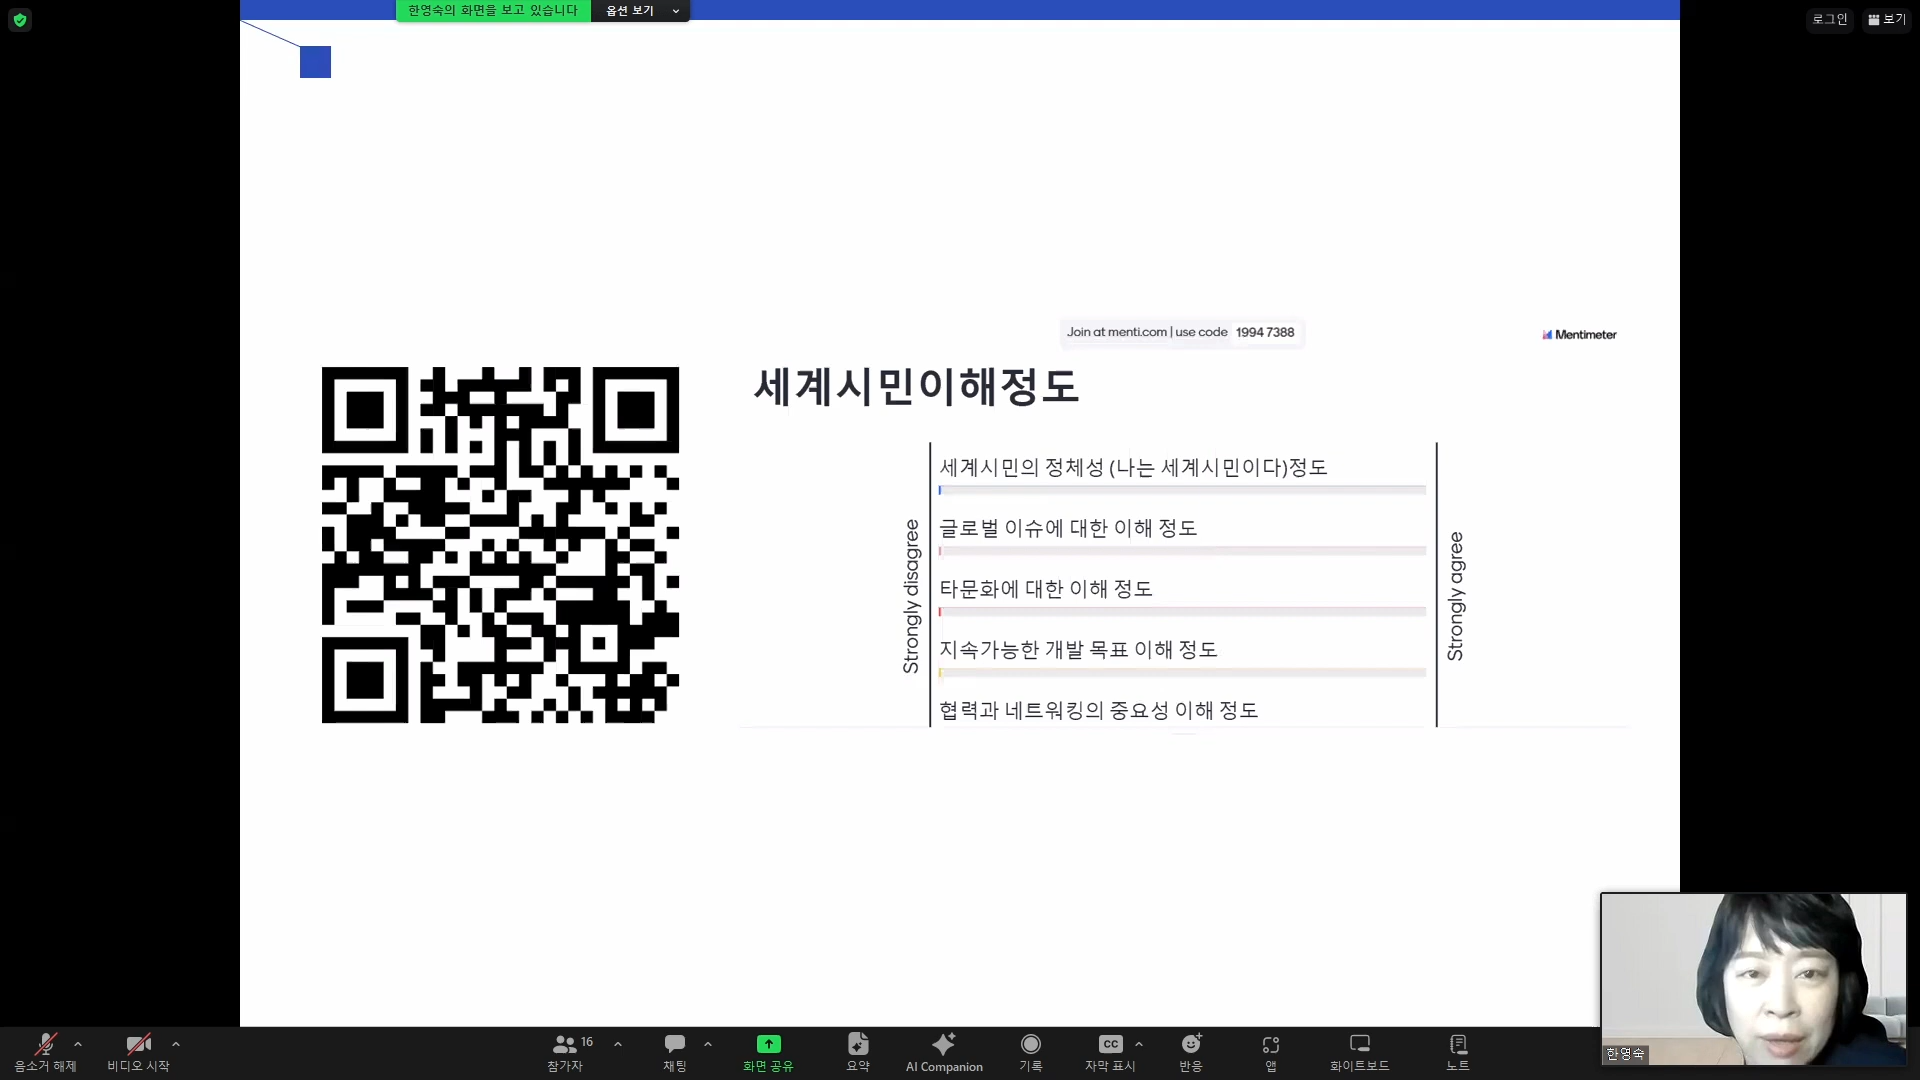 한영숙의 화면을 보고 있습니다 옵션 보기
로그인 보기
Join at menti.com | use code 1994 7388
Mentimeter
세계시민이해정도
세계시민의 정체성 (나는 세계시민이다)정도
글로벌 이슈에 대한 이해 정도
타문화에 대한 이해 정도
지속가능한 개발 목표 이해 정도
협력과 네트워킹의 중요성 이해 정도
Strongly disagree
Strongly agree
한영숙
음소거 해제 비디오 시작 참가자 16 채팅 화면 공유 요약 AI Companion 기록 CC 자막 표시 반응 앱 화이트보드 노트